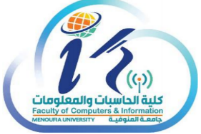 كلية الحاسبات والمعلومات
Faculty of Computers & Information
MENOUFIA UNIVERSITY جامعة المنوفية